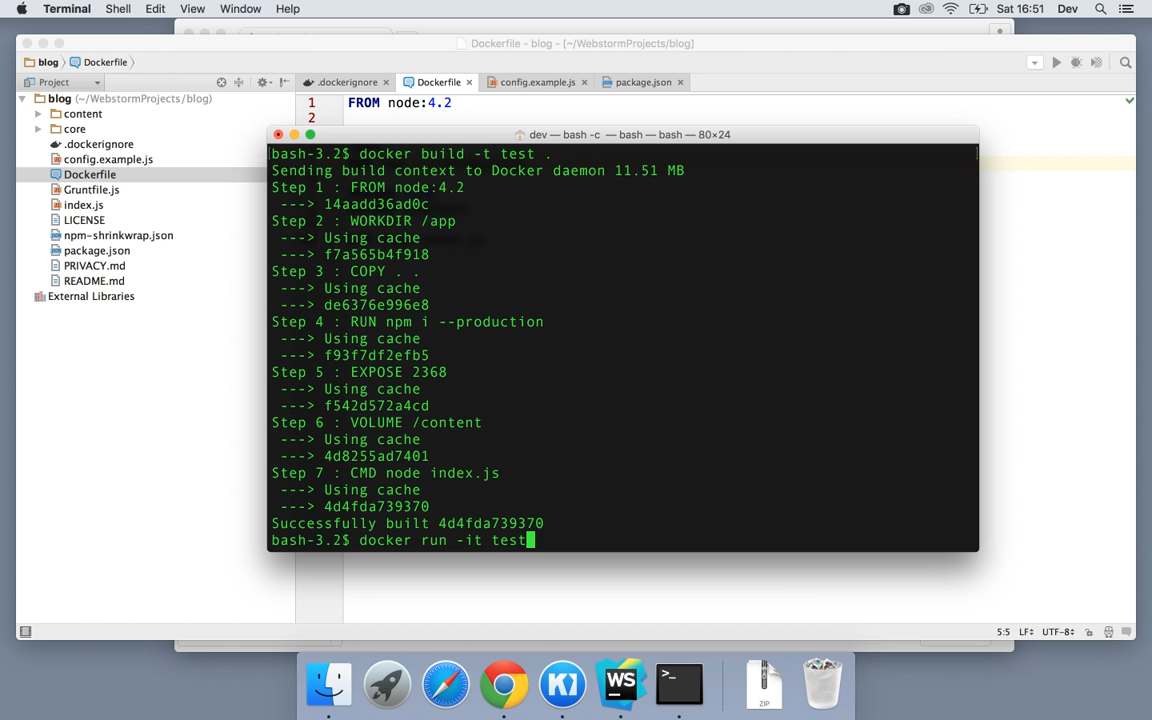 Terminal Shell Edit View Window Help Sat 16:51 Dev
Dockerfile - blog - [~/WebstormProjects/blog]
blog Dockerfile
Project .dockerignore Dockerfile config.example.js package.json
blog (~/WebstormProjects/blog)
content
core
.dockerignore
config.example.js
Dockerfile
Gruntfile.js
index.js
LICENSE
npm-shrinkwrap.json
package.json
PRIVACY.md
README.md
External Libraries
1 FROM node:4.2
2
dev — bash -c — bash — bash — 80×24
bash-3.2$ docker build -t test .
Sending build context to Docker daemon 11.51 MB
Step 1 : FROM node:4.2
---> 14aadd36ad0c
Step 2 : WORKDIR /app
---> Using cache
---> f7a565b4f918
Step 3 : COPY . .
---> Using cache
---> de6376e996e8
Step 4 : RUN npm i --production
---> Using cache
---> f93f7df2efb5
Step 5 : EXPOSE 2368
---> Using cache
---> f542d572a4cd
Step 6 : VOLUME /content
---> Using cache
---> 4d8255ad7401
Step 7 : CMD node index.js
---> Using cache
---> 4d4fda739370
Successfully built 4d4fda739370
bash-3.2$ docker run -it test
5:5 LF÷ UTF-8÷
WS
>_
ZIP